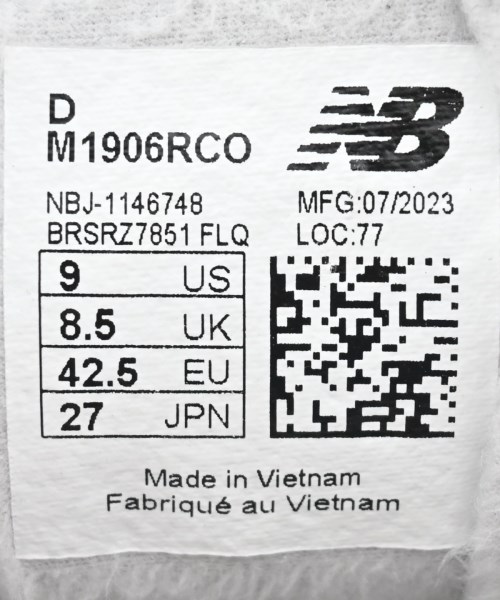 D
M1906RCO
NB
NBJ-1146748 MFG:07/2023
BRSRZ7851 FLQ LOC:77
9 US
8.5 UK
42.5 EU
27 JPN
Made in Vietnam
Fabriqué au Vietnam